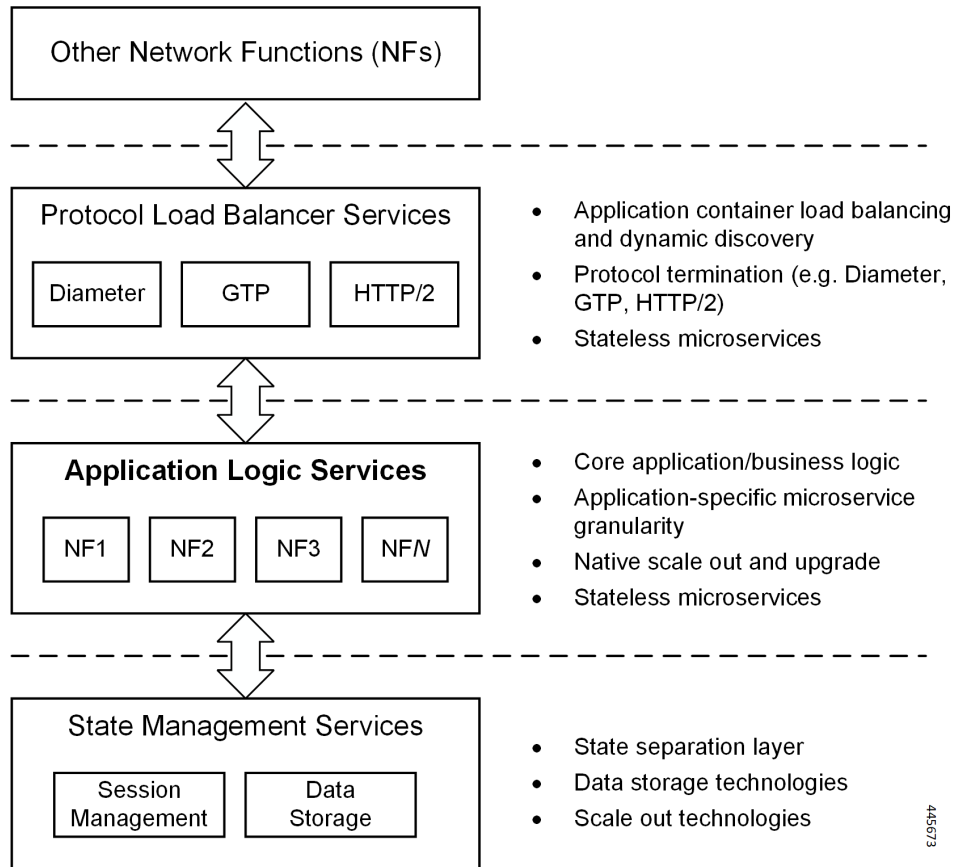 Other Network Functions (NFs)
Protocol Load Balancer Services
Diameter
GTP
HTTP/2
• Application container load balancing
and dynamic discovery
• Protocol termination (e.g. Diameter,
GTP, HTTP/2)
• Stateless microservices
Application Logic Services
NF1
NF2
NF3
NFN
• Core application/business logic
• Application-specific microservice
granularity
• Native scale out and upgrade
• Stateless microservices
State Management Services
Session
Management
Data
Storage
• State separation layer
• Data storage technologies
• Scale out technologies
445673